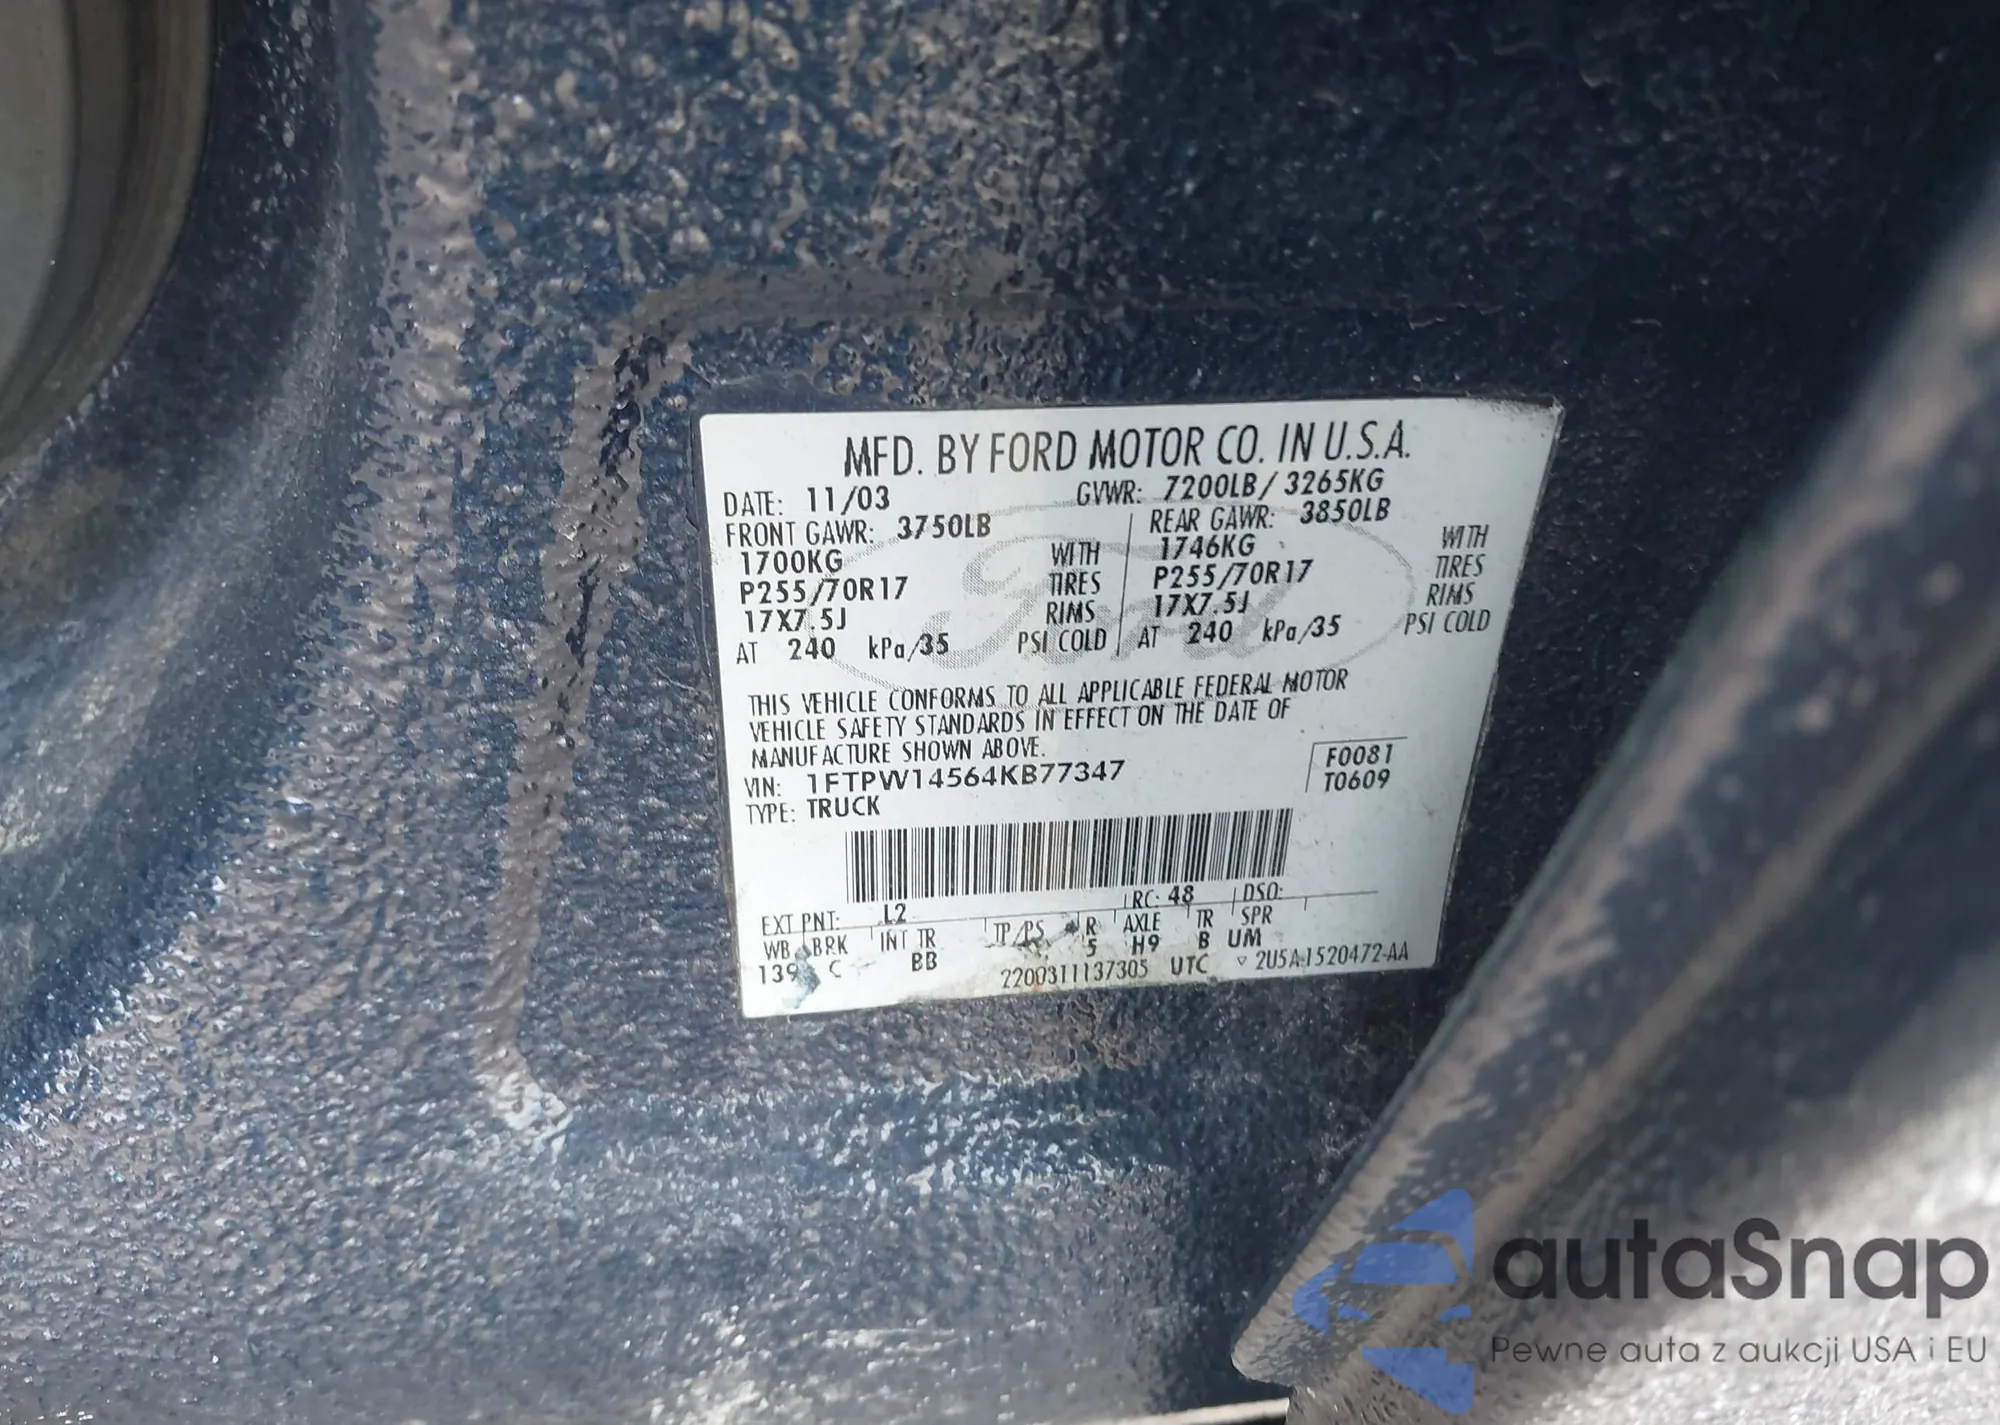 MFD. BY FORD MOTOR CO. IN U.S.A.
DATE: 11/03 GVWR: 7200LB/ 3265KG
FRONT GAWR: 3750LB REAR GAWR: 3850LB
1700KG WITH 1746KG WITH
P255/70R17 TIRES P255/70R17 TIRES
17X7.5J RIMS 17X7.5J RIMS
AT 240 kPa/35 PSI COLD AT 240 kPa/35 PSI COLD
Ford
THIS VEHICLE CONFORMS TO ALL APPLICABLE FEDERAL MOTOR
VEHICLE SAFETY STANDARDS IN EFFECT ON THE DATE OF
MANUFACTURE SHOWN ABOVE.
VIN: 1FTPW14564KB77347 F0081
TYPE: TRUCK T0609
EXT PNT: L2 RC: 48 DSO:
WB BRK INT TR TP/PS R AXLE TR SPR
139 C BB 5 H9 B UM
2200311137305 UTC ▽ 2U5A-1520472-AA
autaSnap
Pewne auta z aukcji USA i EU